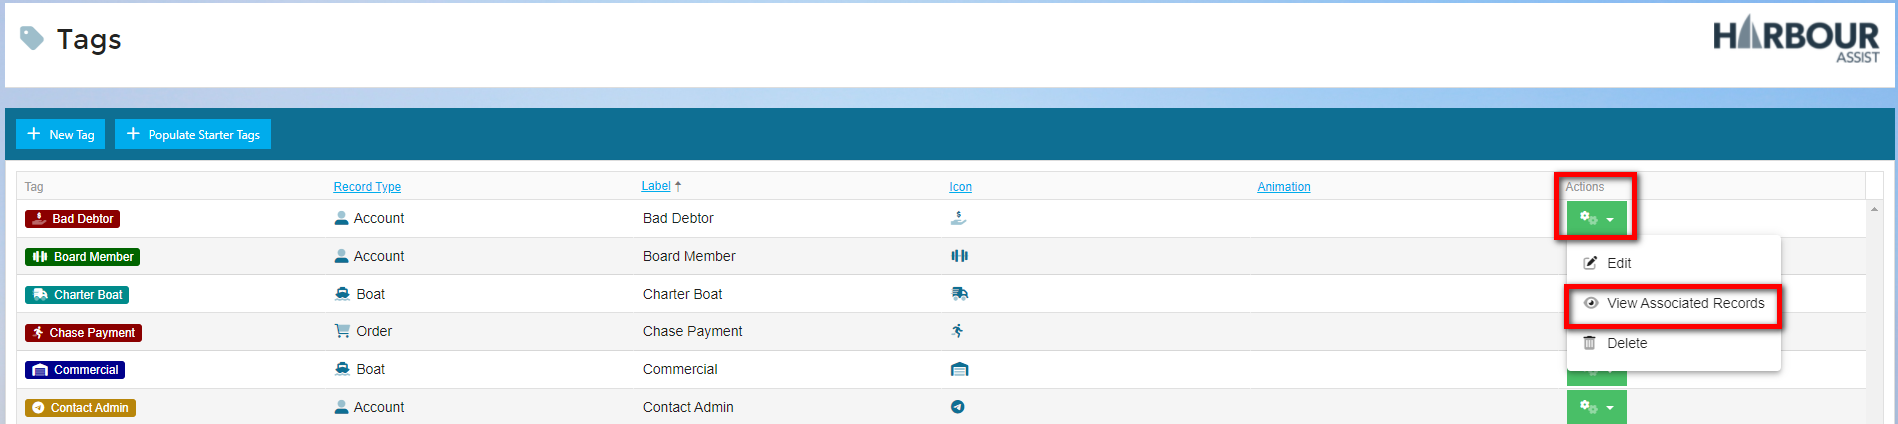 Tags
HARBOUR
ASSIST
New Tag
Populate Starter Tags
Tag Record Type Label Icon Animation Actions
Bad Debtor Account Bad Debtor
Board Member Account Board Member
Edit
Charter Boat Boat Charter Boat
View Associated Records
Chase Payment Order Chase Payment
Delete
Commercial Boat Commercial
Contact Admin Account Contact Admin